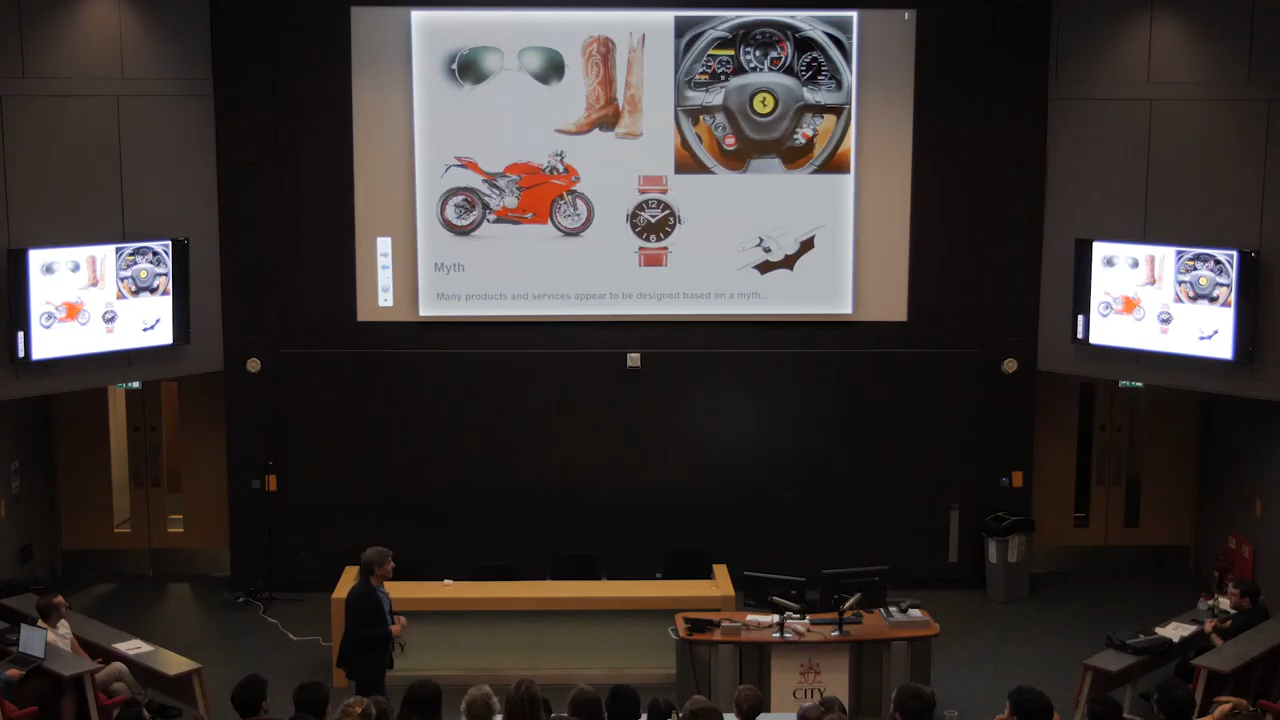 Myth
Many products and services appear to be designed based on a myth...
CITY